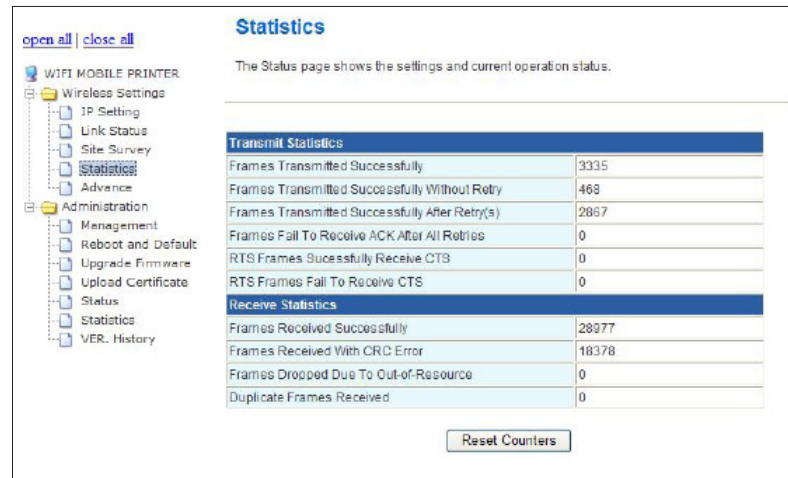 open all | close all
WIFI MOBILE PRINTER
Wireless Settings
IP Setting
Link Status
Site Survey
Statistics
Advance
Administration
Management
Reboot and Default
Upgrade Firmware
Upload Certificate
Status
Statistics
VER. History
Statistics
The Status page shows the settings and current operation status.
Transmit Statistics
Frames Transmitted Successfully 3335
Frames Transmitted Successfully Without Retry 468
Frames Transmitted Successfully After Retry(s) 2867
Frames Fail To Receive ACK After All Retries 0
RTS Frames Sucessfully Receive CTS 0
RTS Frames Fail To Receive CTS 0
Receive Statistics
Frames Received Successfully 28977
Frames Received With CRC Error 18378
Frames Dropped Due To Out-of-Resource 0
Duplicate Frames Received 0
Reset Counters